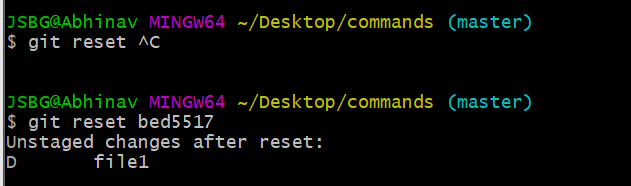 JSBG@Abhinav MINGW64 ~/Desktop/commands (master)
$ git reset ^C
JSBG@Abhinav MINGW64 ~/Desktop/commands (master)
$ git reset bed5517
Unstaged changes after reset:
D       file1